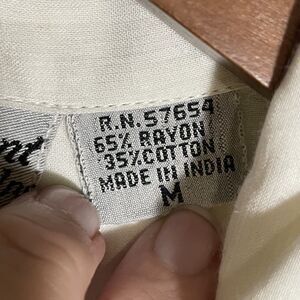 R.N. 57654
65% RAYON
35% COTTON
MADE IN INDIA
M